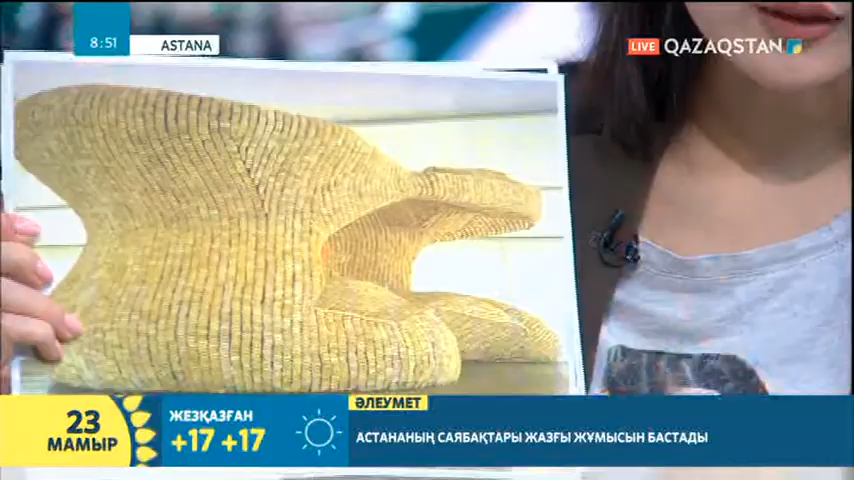 8:51
ASTANA
LIVE
QAZAQSTAN
23
МАМЫР
ЖЕЗҚАЗҒАН
+17 +17
ӘЛЕУМЕТ
АСТАНАНЫҢ САЯБАҚТАРЫ ЖАЗҒЫ ЖҰМЫСЫН БАСТАДЫ